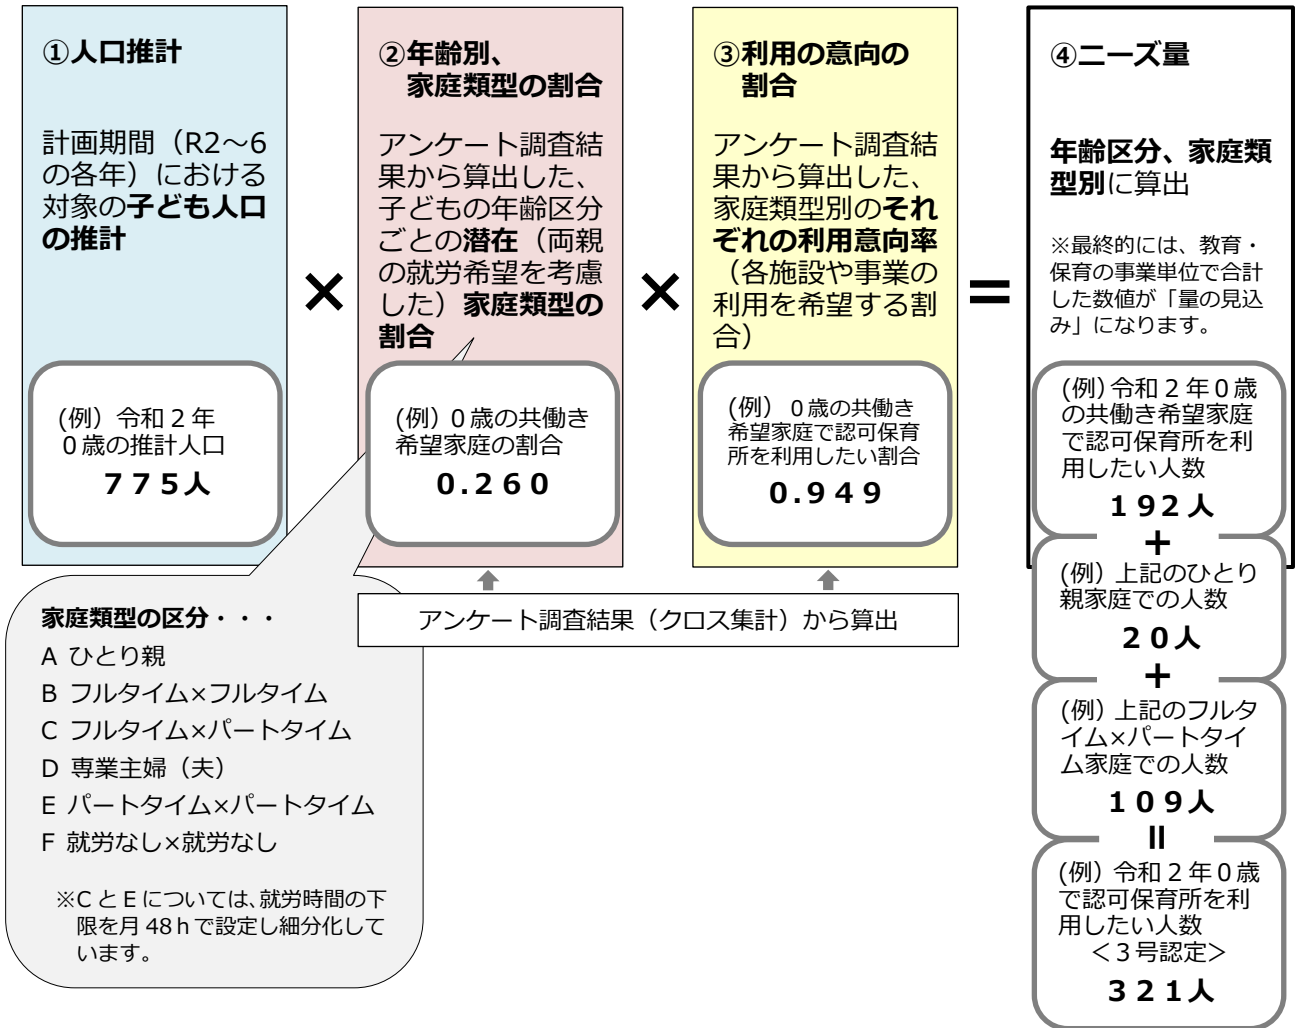 ①人口推計
計画期間（R2～6
の各年）における
対象の子ども人口
の推計
(例) 令和２年
０歳の推計人口
７７５人
×
②年齢別、
家庭類型の割合
アンケート調査結
果から算出した、
子どもの年齢区分
ごとの潜在（両親
の就労希望を考慮
した）家庭類型の
割合
(例) ０歳の共働き
希望家庭の割合
０.２６０
×
③利用の意向の
割合
アンケート調査結
果から算出した、
家庭類型別のそれ
ぞれの利用意向率
（各施設や事業の
利用を希望する割
合）
(例) ０歳の共働き
希望家庭で認可保育
所を利用したい割合
０.９４９
＝
④ニーズ量
年齢区分、家庭類
型別に算出
※最終的には、教育・
保育の事業単位で合計
した数値が「量の見込
み」になります。
(例) 令和２年０歳
の共働き希望家庭
で認可保育所を利
用したい人数
１９２人
＋
(例) 上記のひとり
親家庭での人数
２０人
＋
(例) 上記のフルタ
イム×パートタイ
ム家庭での人数
１０９人
＝
(例) 令和２年０歳
で認可保育所を利
用したい人数
＜３号認定＞
３２１人
アンケート調査結果（クロス集計）から算出
家庭類型の区分・・・
A ひとり親
B フルタイム×フルタイム
C フルタイム×パートタイム
D 専業主婦（夫）
E パートタイム×パートタイム
F 就労なし×就労なし
※C と E については、就労時間の下
限を月 48ｈで設定し細分化して
います。